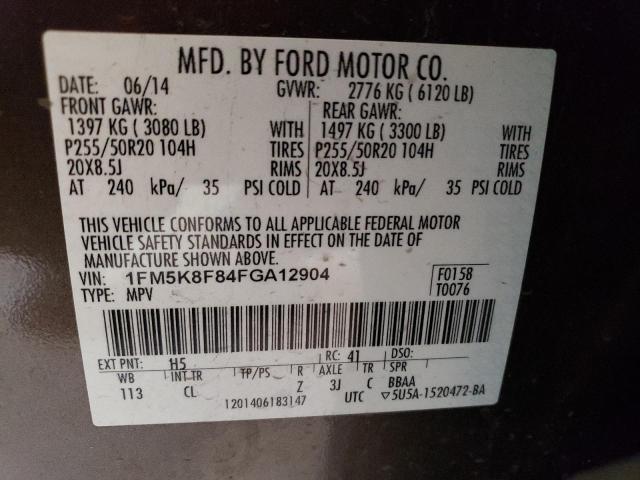 MFD. BY FORD MOTOR CO.
DATE: 06/14 GVWR: 2776 KG ( 6120 LB)
FRONT GAWR: REAR GAWR:
1397 KG ( 3080 LB) WITH 1497 KG ( 3300 LB)
P255/50R20 104H TIRES P255/50R20 104H
20X8.5J RIMS 20X8.5J
AT 240 kPa/ 35 PSI COLD AT 240 kPa/ 35 PSI COLD
WITH
TIRES
RIMS
THIS VEHICLE CONFORMS TO ALL APPLICABLE FEDERAL MOTOR
VEHICLE SAFETY STANDARDS IN EFFECT ON THE DATE OF
MANUFACTURE SHOWN ABOVE.
VIN: 1FM5K8F84FGA12904 F0158
TYPE: MPV T0076
EXT PNT: H5 RC: 41 DSO:
WB INT TR TP/PS R AXLE TR SPR
113 CL Z 3J C BBAA
1201406183147 UTC ▽5U5A-1520472-BA